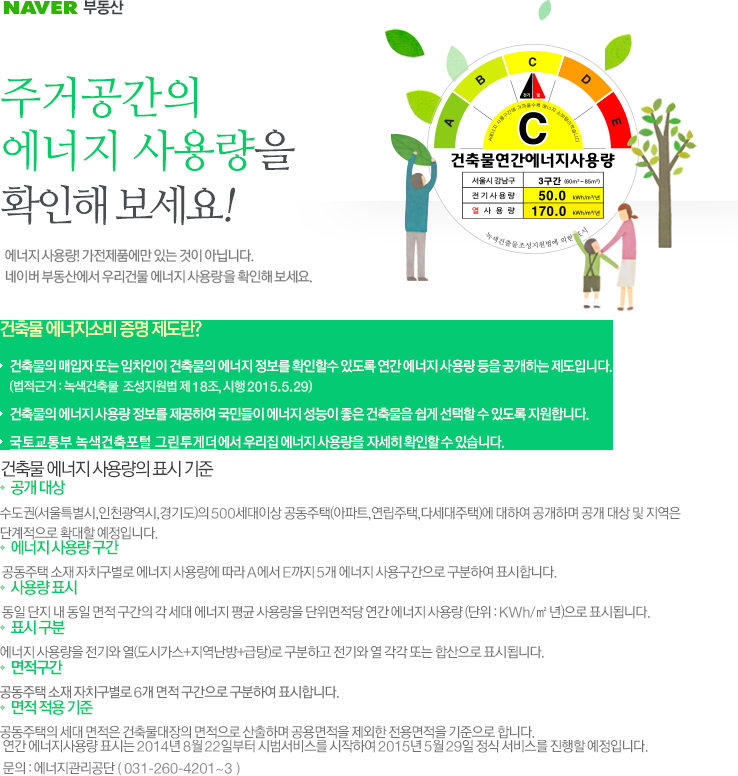 NAVER 부동산
주거공간의
에너지 사용량을
확인해 보세요!
에너지 사용량! 가전제품에만 있는 것이 아닙니다.
네이버 부동산에서 우리건물 에너지 사용량을 확인해 보세요.
A
B
C
D
E
전기
열
C
건축물연간에너지사용량
서울시 강남구 3구간 (60m²~85m²)
전기사용량 50.0 kWh/m²/년
열 사용량 170.0 kWh/m²/년
녹색건축물조성지원법에 의한 표시
건축물 에너지소비 증명 제도란?
건축물의 매입자 또는 임차인이 건축물의 에너지 정보를 확인할수 있도록 연간 에너지 사용량 등을 공개하는 제도입니다.
(법적근거 : 녹색건축물 조성지원법 제 18조, 시행 2015.5.29)
건축물의 에너지 사용량 정보를 제공하여 국민들이 에너지 성능이 좋은 건축물을 쉽게 선택할 수 있도록 지원합니다.
국토교통부 녹색건축포털 그린투게더에서 우리집 에너지 사용량을 자세히 확인할 수 있습니다.
건축물 에너지 사용량의 표시 기준
공개 대상
수도권(서울특별시,인천광역시,경기도)의 500세대이상 공동주택(아파트,연립주택,다세대주택)에 대하여 공개하며 공개 대상 및 지역은
단계적으로 확대할 예정입니다.
에너지 사용량 구간
공동주택 소재 자치구별로 에너지 사용량에 따라 A에서 E까지 5개 에너지 사용구간으로 구분하여 표시합니다.
사용량 표시
동일 단지 내 동일 면적 구간의 각 세대 에너지 평균 사용량을 단위면적당 연간 에너지 사용량 (단위 : KWh/㎡ 년)으로 표시됩니다.
표시 구분
에너지 사용량을 전기와 열(도시가스+지역난방+급탕)로 구분하고 전기와 열 각각 또는 합산으로 표시됩니다.
면적구간
공동주택 소재 자치구별로 6개 면적 구간으로 구분하여 표시합니다.
면적 적용 기준
공동주택의 세대 면적은 건축물대장의 면적으로 산출하며 공용면적을 제외한 전용면적을 기준으로 합니다.
연간 에너지사용량 표시는 2014년 8월 22일부터 시범서비스를 시작하여 2015년 5월 29일 정식 서비스를 진행할 예정입니다.
문의 : 에너지관리공단 ( 031-260-4201~3 )